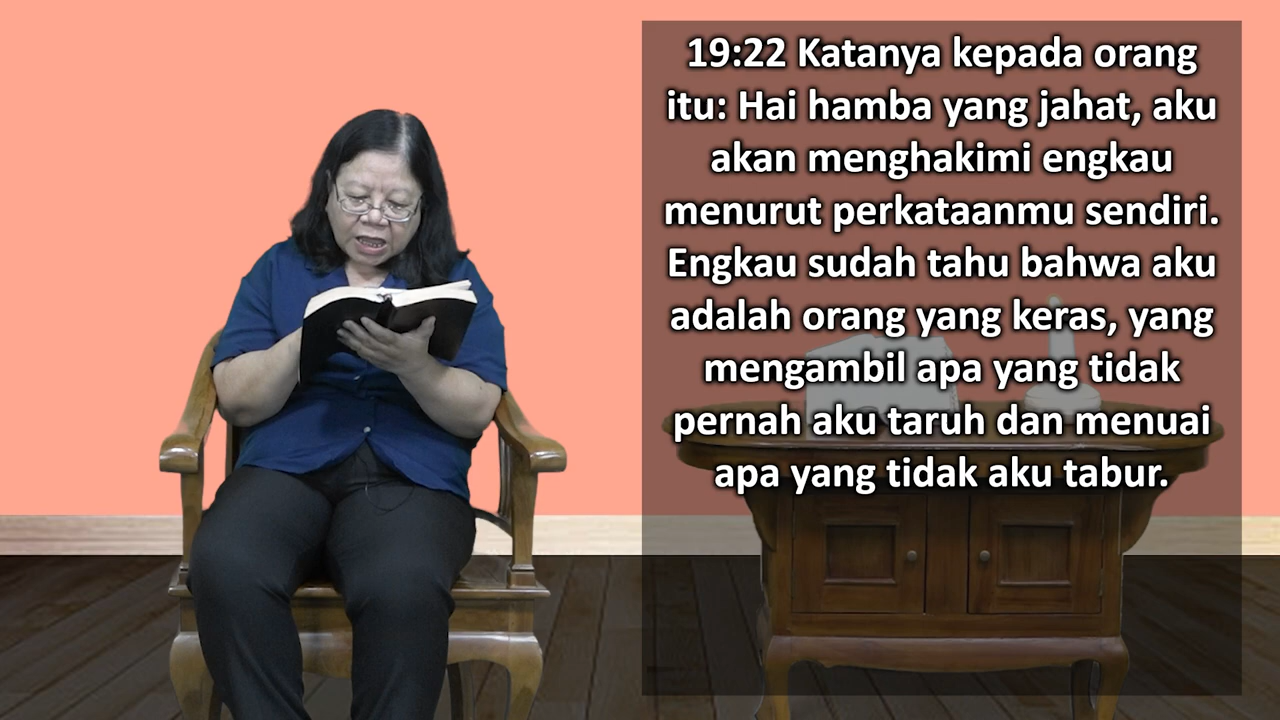 19:22 Katanya kepada orang
itu: Hai hamba yang jahat, aku
akan menghakimi engkau
menurut perkataanmu sendiri.
Engkau sudah tahu bahwa aku
adalah orang yang keras, yang
mengambil apa yang tidak
pernah aku taruh dan menuai
apa yang tidak aku tabur.